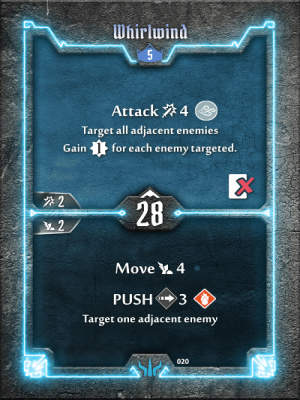 Whirlwind
5
Attack 4
Target all adjacent enemies
Gain 1 for each enemy targeted.
2
28
2
Move 4
PUSH 3
Target one adjacent enemy
020